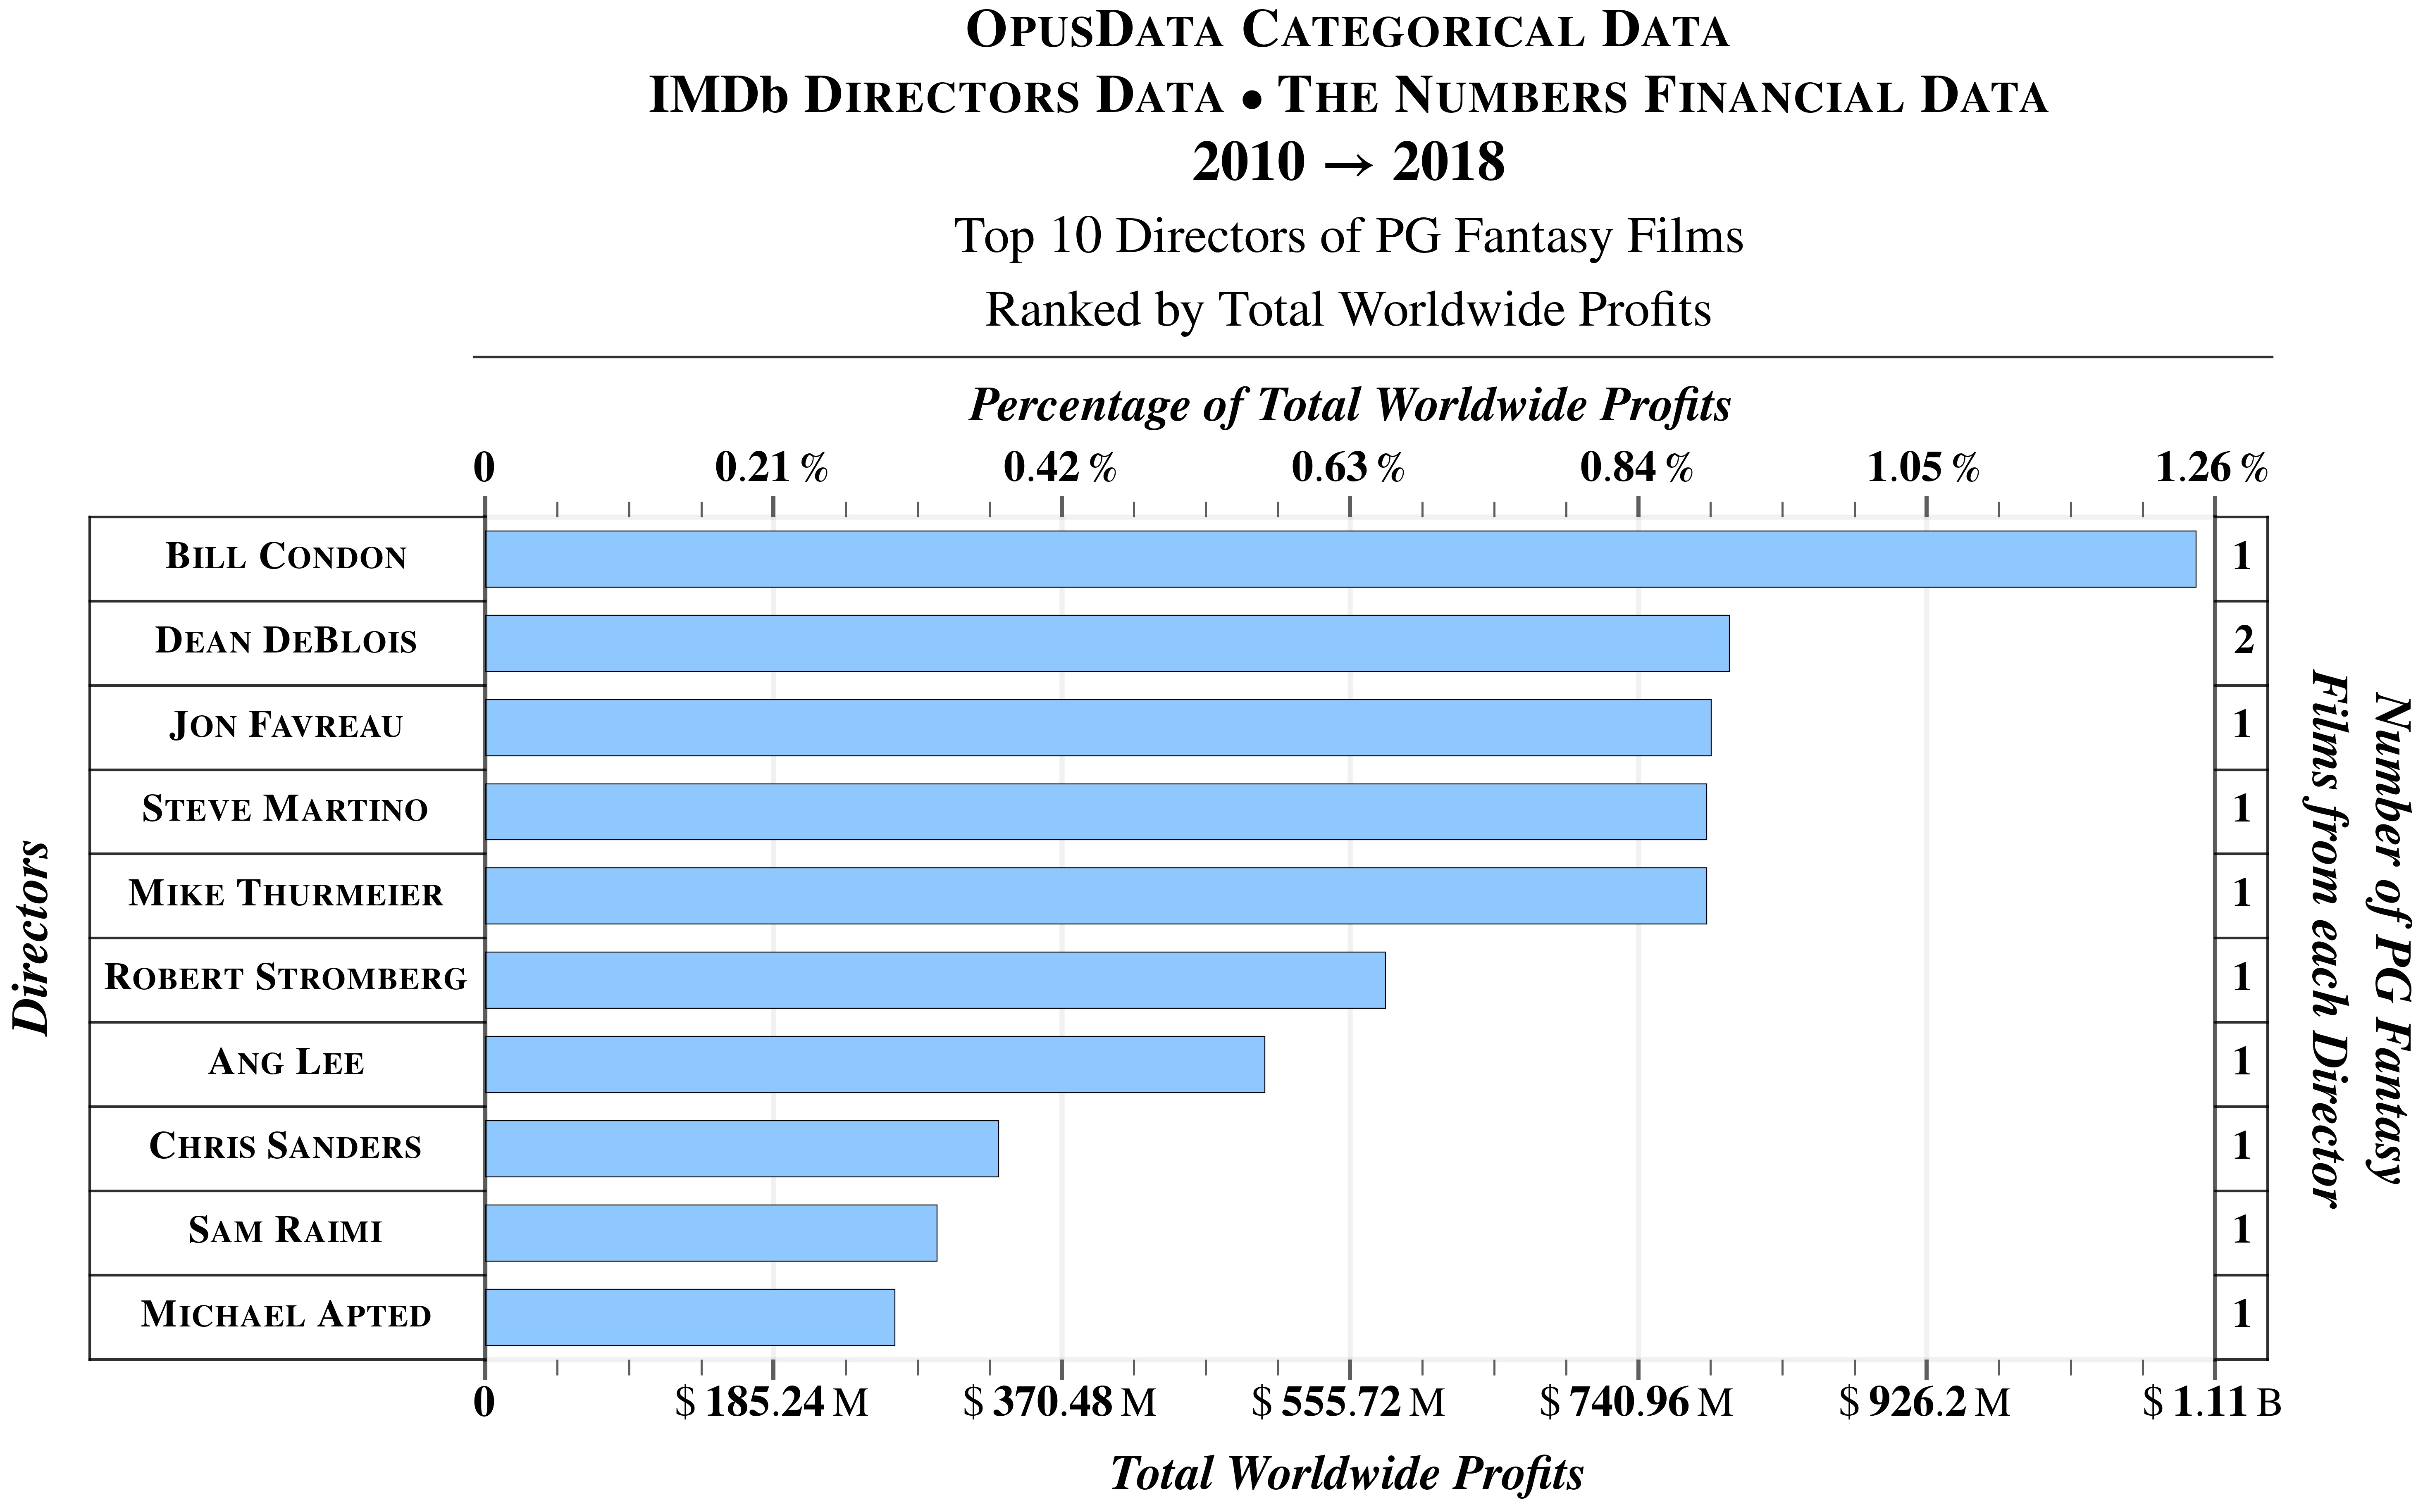 OpusData Categorical Data
IMDb Directors Data • The Numbers Financial Data
2010 → 2018
Top 10 Directors of PG Fantasy Films
Ranked by Total Worldwide Profits
Percentage of Total Worldwide Profits
0 0.21 % 0.42 % 0.63 % 0.84 % 1.05 % 1.26 %
Directors
Bill Condon 1
Dean DeBlois 2
Jon Favreau 1
Steve Martino 1
Mike Thurmeier 1
Robert Stromberg 1
Ang Lee 1
Chris Sanders 1
Sam Raimi 1
Michael Apted 1
Number of PG Fantasy
Films from each Director
0 $ 185.24 M $ 370.48 M $ 555.72 M $ 740.96 M $ 926.2 M $ 1.11 B
Total Worldwide Profits